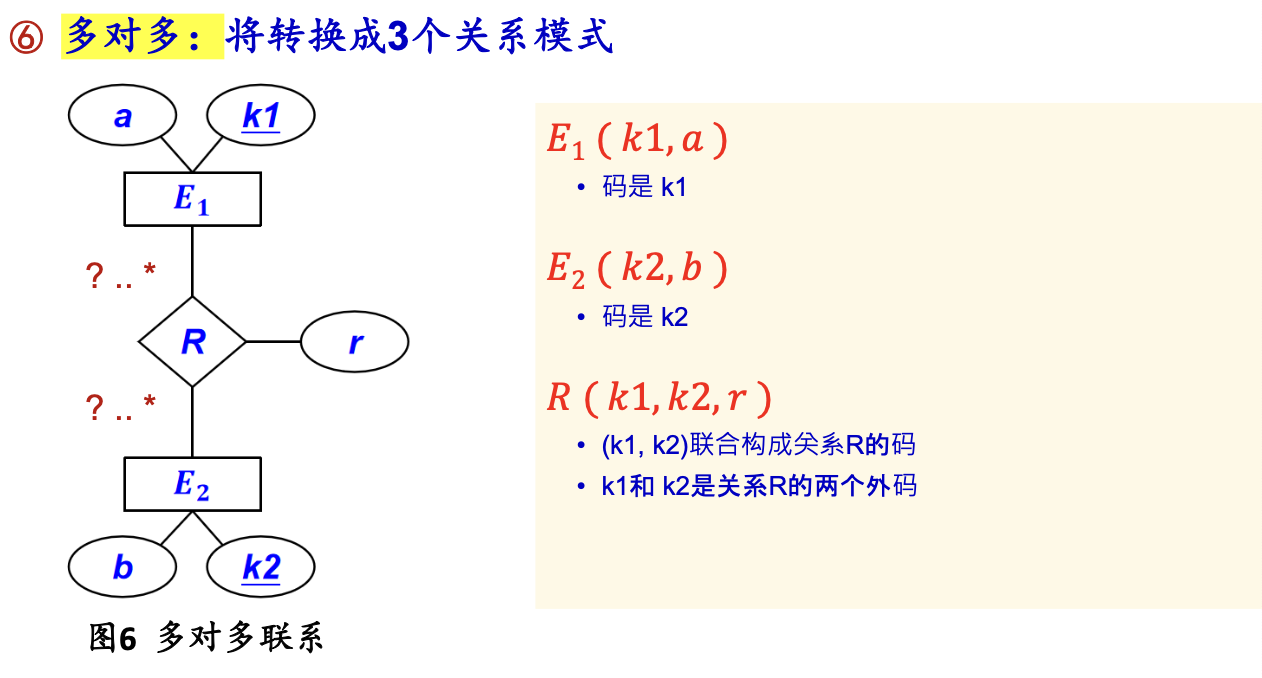 ⑥ 多对多：将转换成3个关系模式
a k1
E₁
? .. *
R r
? .. *
E₂
b k2
图6 多对多联系
E₁ ( k1, a )
• 码是 k1
E₂ ( k2, b )
• 码是 k2
R ( k1, k2, r )
• (k1, k2)联合构成关系R的码
• k1和 k2是关系R的两个外码